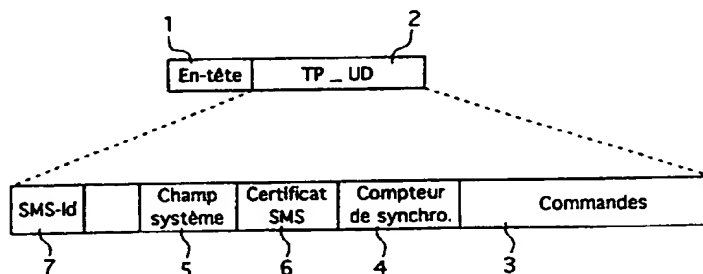 1
2
En-tête
TP _ UD
SMS-Id
Champ
système
Certificat
SMS
Compteur
de synchro.
Commandes
7
5
6
4
3